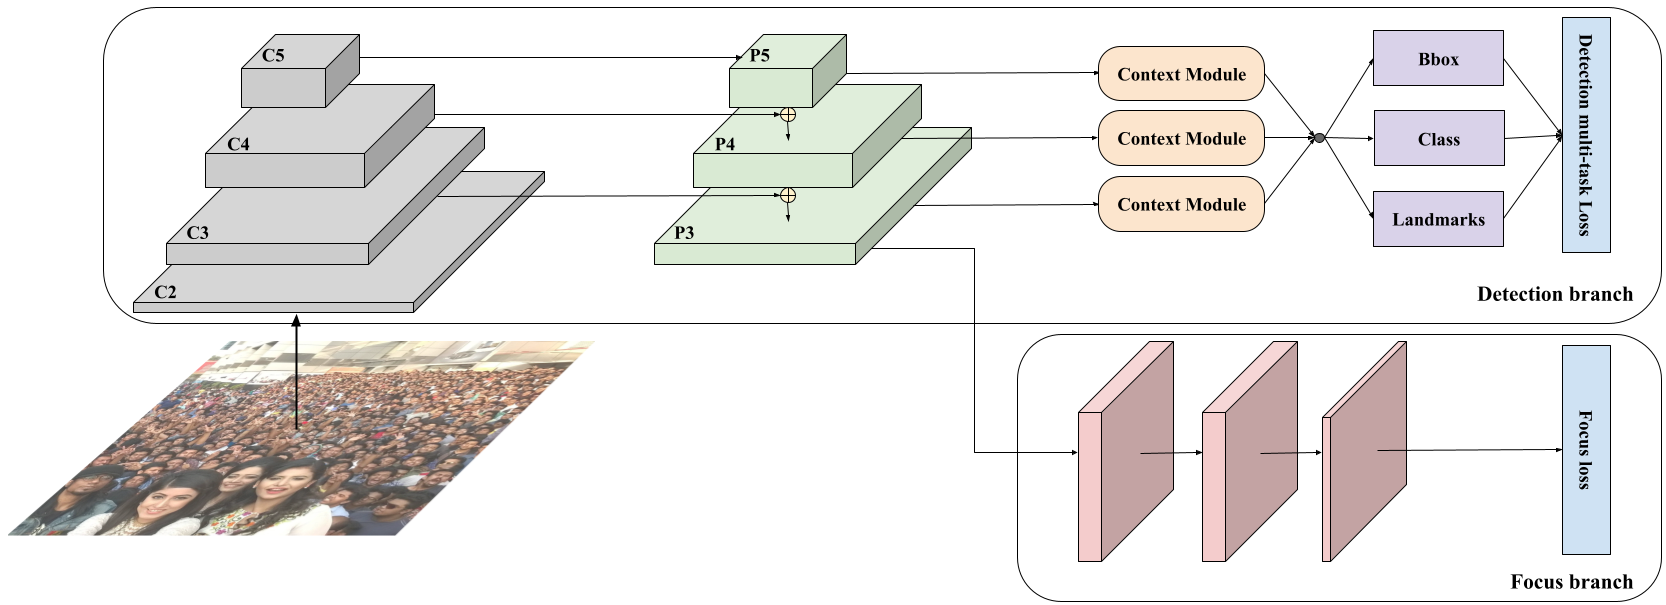 C5
P5
Context Module
Bbox
Detection multi-task Loss
C4
P4
Context Module
Class
C3
P3
Context Module
Landmarks
C2
Detection branch
Focus loss
Focus branch